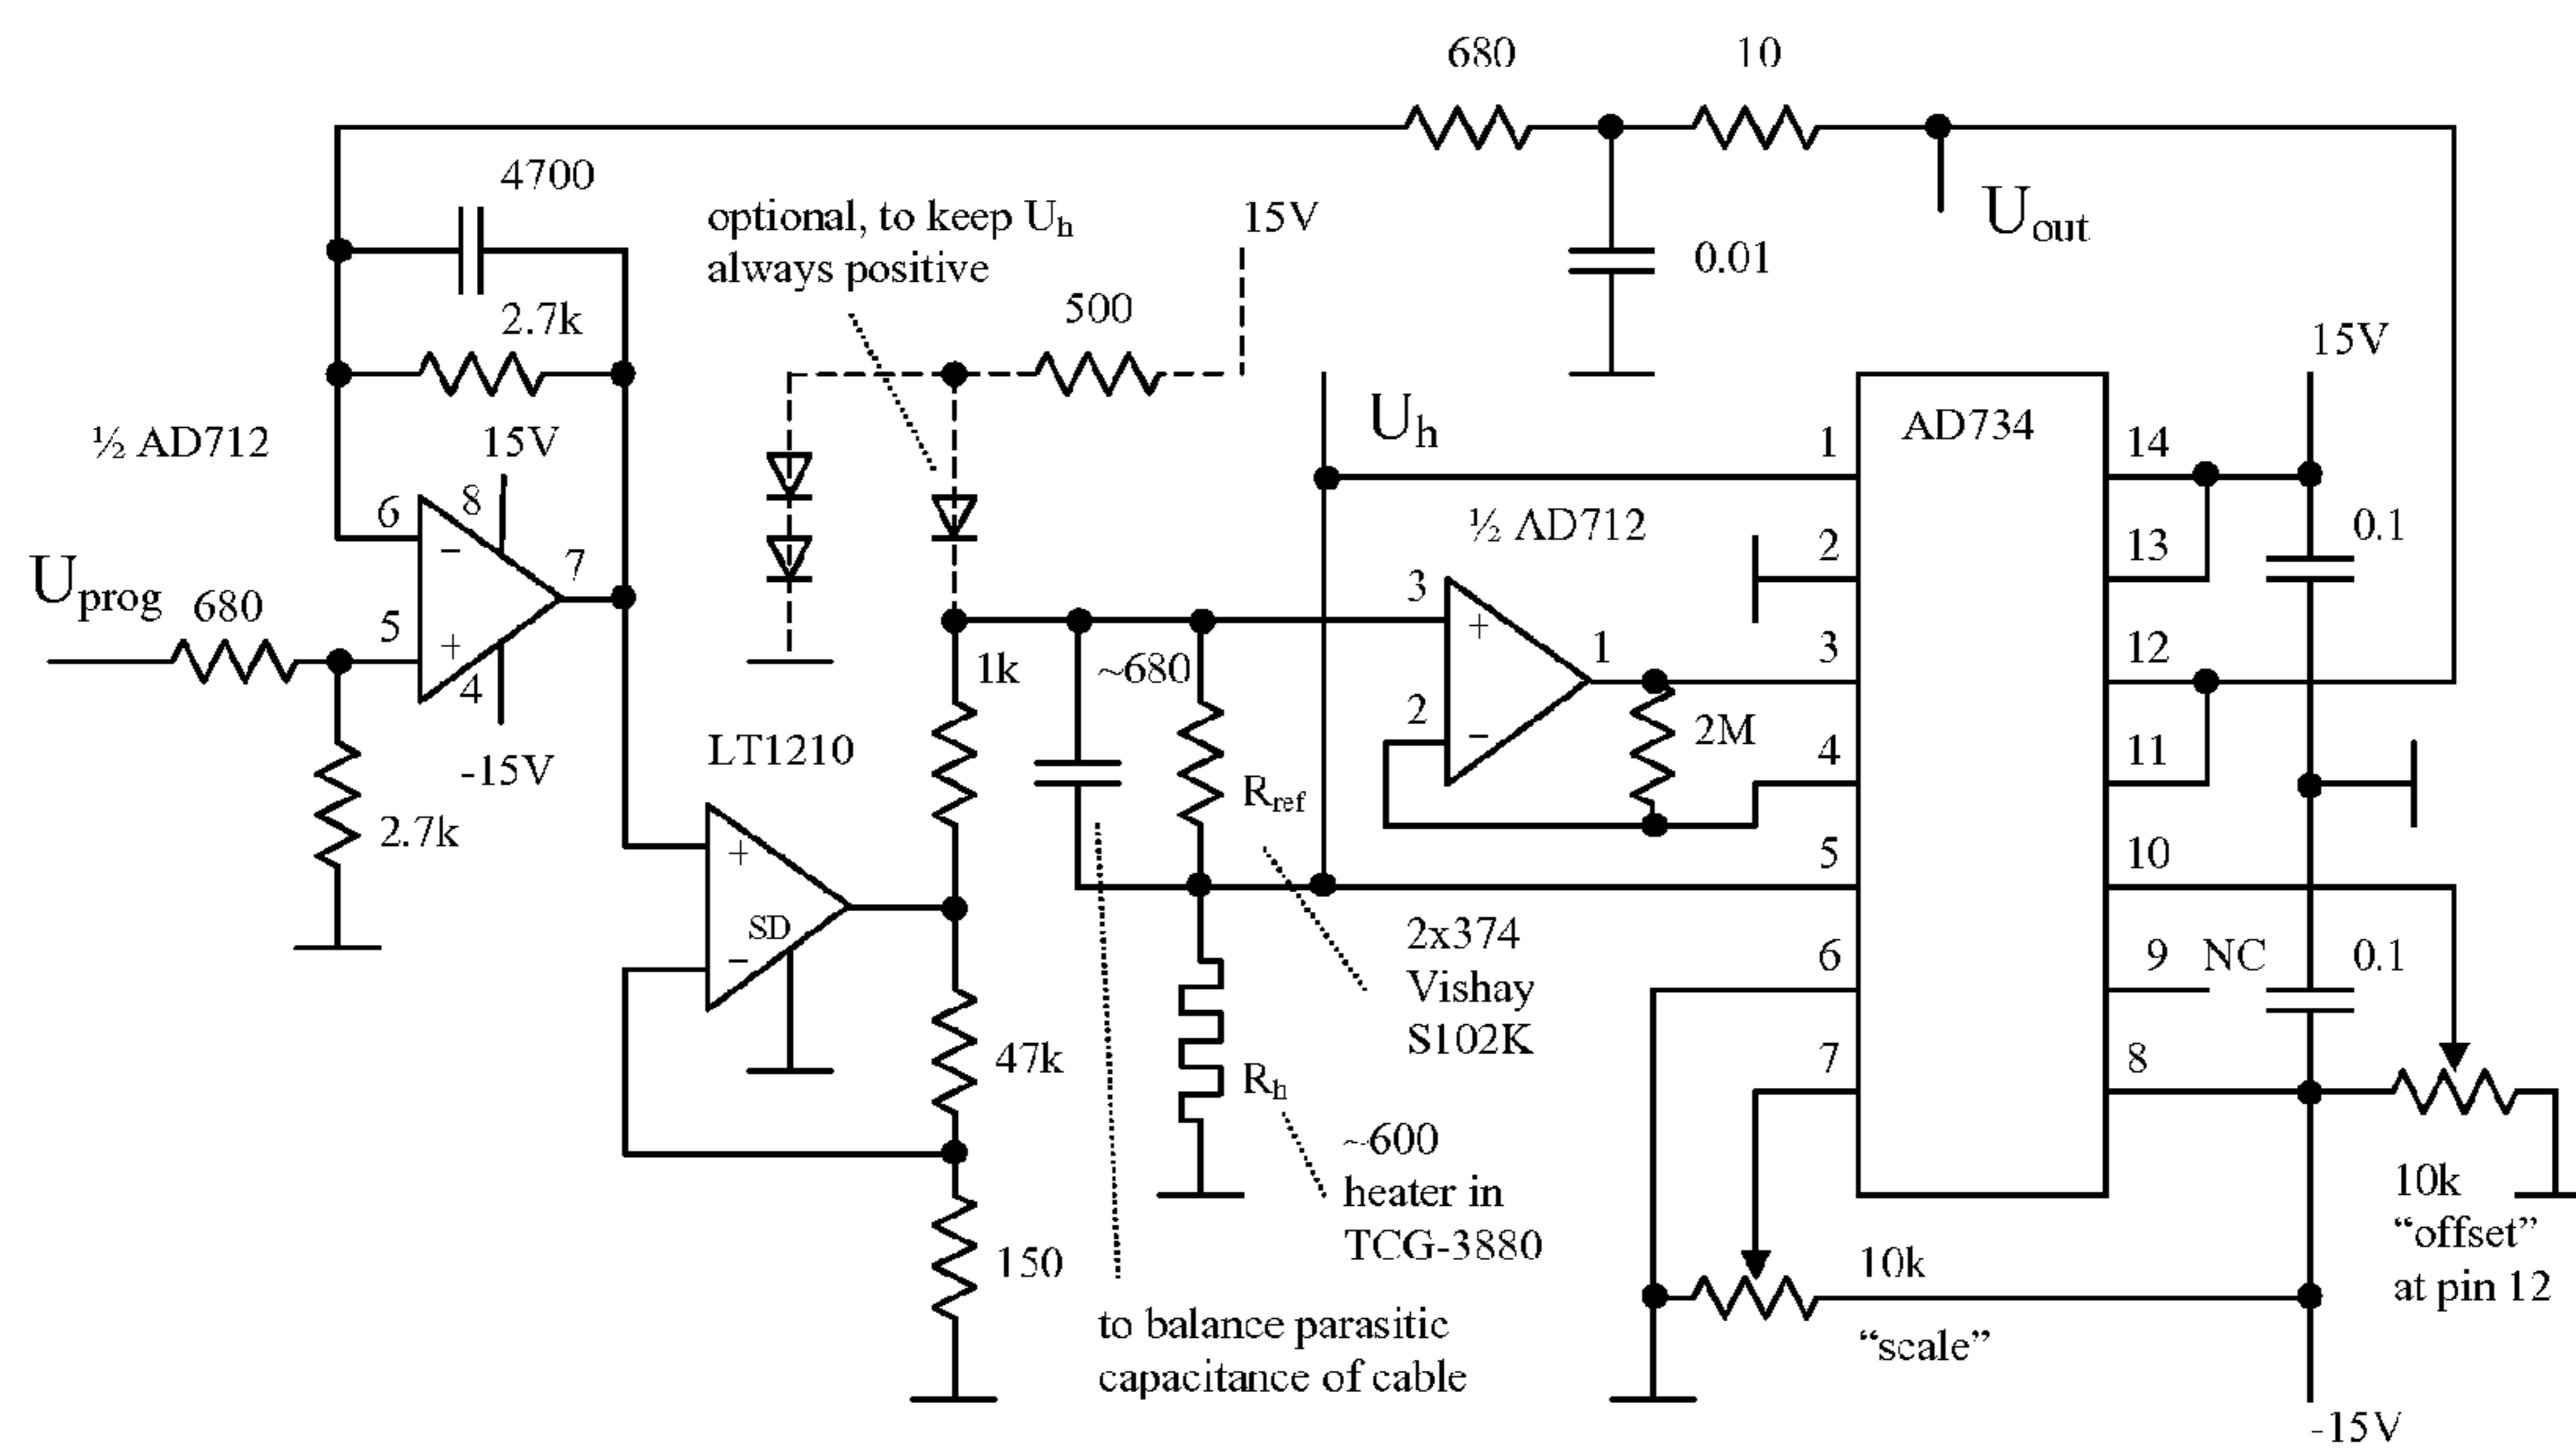 680
10
4700
optional, to keep Uh
always positive
15V
Uout
0.01
500
2.7k
15V
½ AD712
15V
Uh
AD734
1
14
6
8
−
½ AD712
2
13
0.1
Uprog
680
7
5
+
4
3
+
1
3
12
1k
~680
2
−
2M
-15V
LT1210
4
11
Rref
2.7k
+
5
10
SD
−
2x374
Vishay
S102K
6
9
NC
0.1
47k
Rh
7
8
~600
heater in
TCG-3880
10k
“offset”
at pin 12
150
10k
“scale”
to balance parasitic
capacitance of cable
-15V